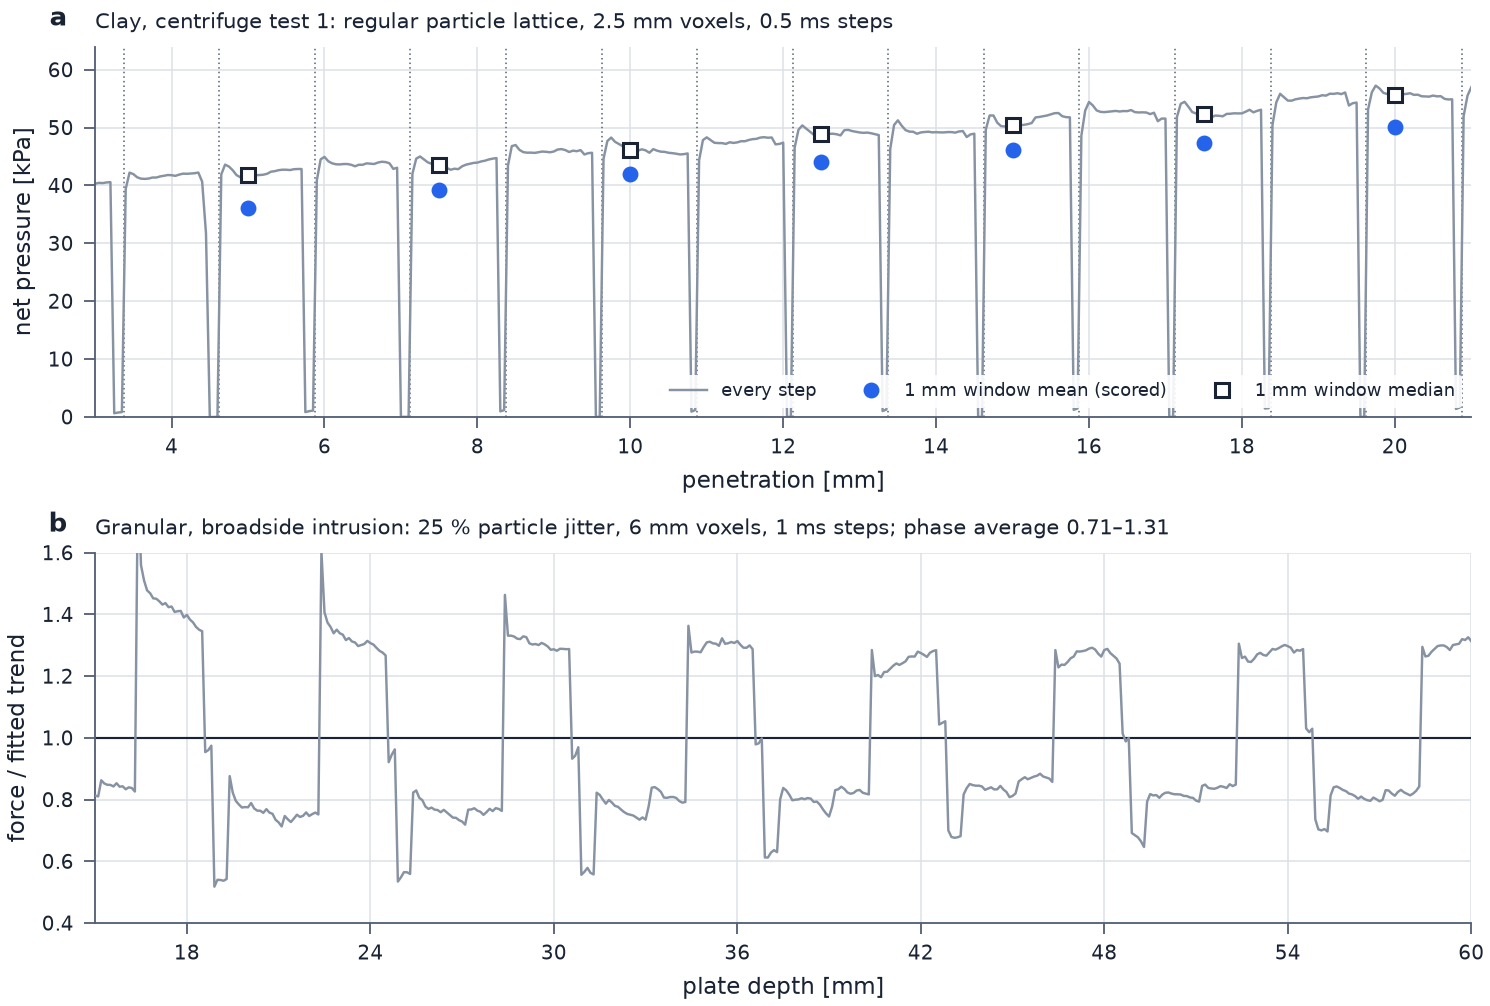 a Clay, centrifuge test 1: regular particle lattice, 2.5 mm voxels, 0.5 ms steps
net pressure [kPa]
60
50
40
30
20
10
0
every step
1 mm window mean (scored)
1 mm window median
4 6 8 10 12 14 16 18 20
penetration [mm]
b Granular, broadside intrusion: 25 % particle jitter, 6 mm voxels, 1 ms steps; phase average 0.71–1.31
force / fitted trend
1.6
1.4
1.2
1.0
0.8
0.6
0.4
18 24 30 36 42 48 54 60
plate depth [mm]